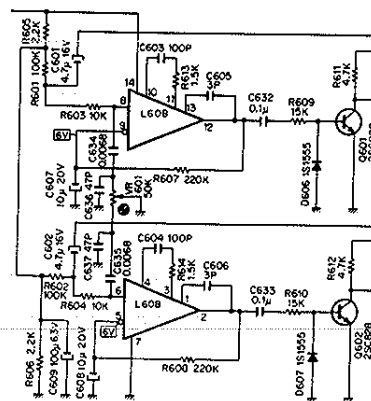 R605
2.2K
R601 100K
C601
4.7μ 16V
C603 100P
R613
1.5K
C605
3P
14
10
11
13
R603 10K
8
9
L608
12
6V
C634
0.0068
C632
0.1μ
R609
15K
R611
4.7K
Q601
D606 1S1555
R607 220K
C607
10μ 20V
C636 47P
VR
601
50K
C602
4.7μ 16V
C637 47P
C635
0.0068
C604 100P
R614
1.5K
C606
3P
4
3
1
R602
100K
R604 10K
6
5
L608
2
7
6V
C633
0.1μ
R610
15K
R612
4.7K
Q602
2SC828
D607 1S1555
R606 2.2K
C609 100μ 6.3V
C608 10μ 20V
R608 220K